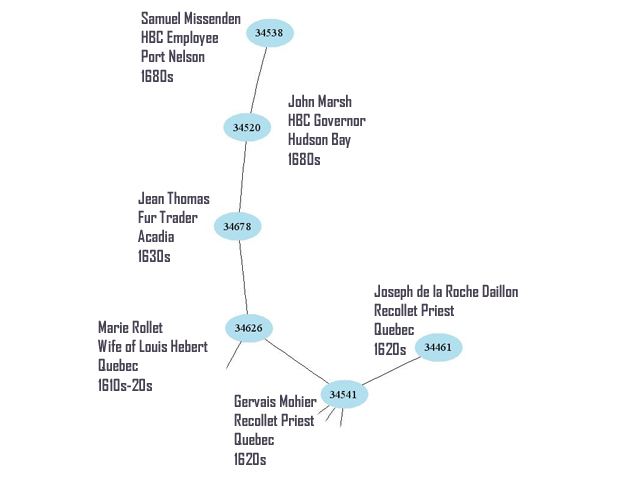 Samuel Missenden
HBC Employee
Port Nelson
1680s
34538
John Marsh
HBC Governor
Hudson Bay
1680s
34520
Jean Thomas
Fur Trader
Acadia
1630s
34678
Joseph de la Roche Daillon
Recollet Priest
Quebec
1620s
34461
Marie Rollet
Wife of Louis Hebert
Quebec
1610s-20s
34626
34541
Gervais Mohier
Recollet Priest
Quebec
1620s